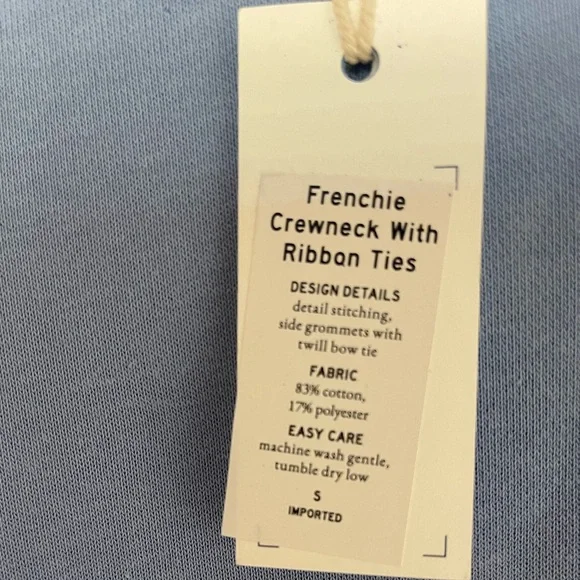 Frenchie
Crewneck With
Ribbon Ties
DESIGN DETAILS
detail stitching,
side grommets with
twill bow tie
FABRIC
83% cotton,
17% polyester
EASY CARE
machine wash gentle,
tumble dry low
S
IMPORTED